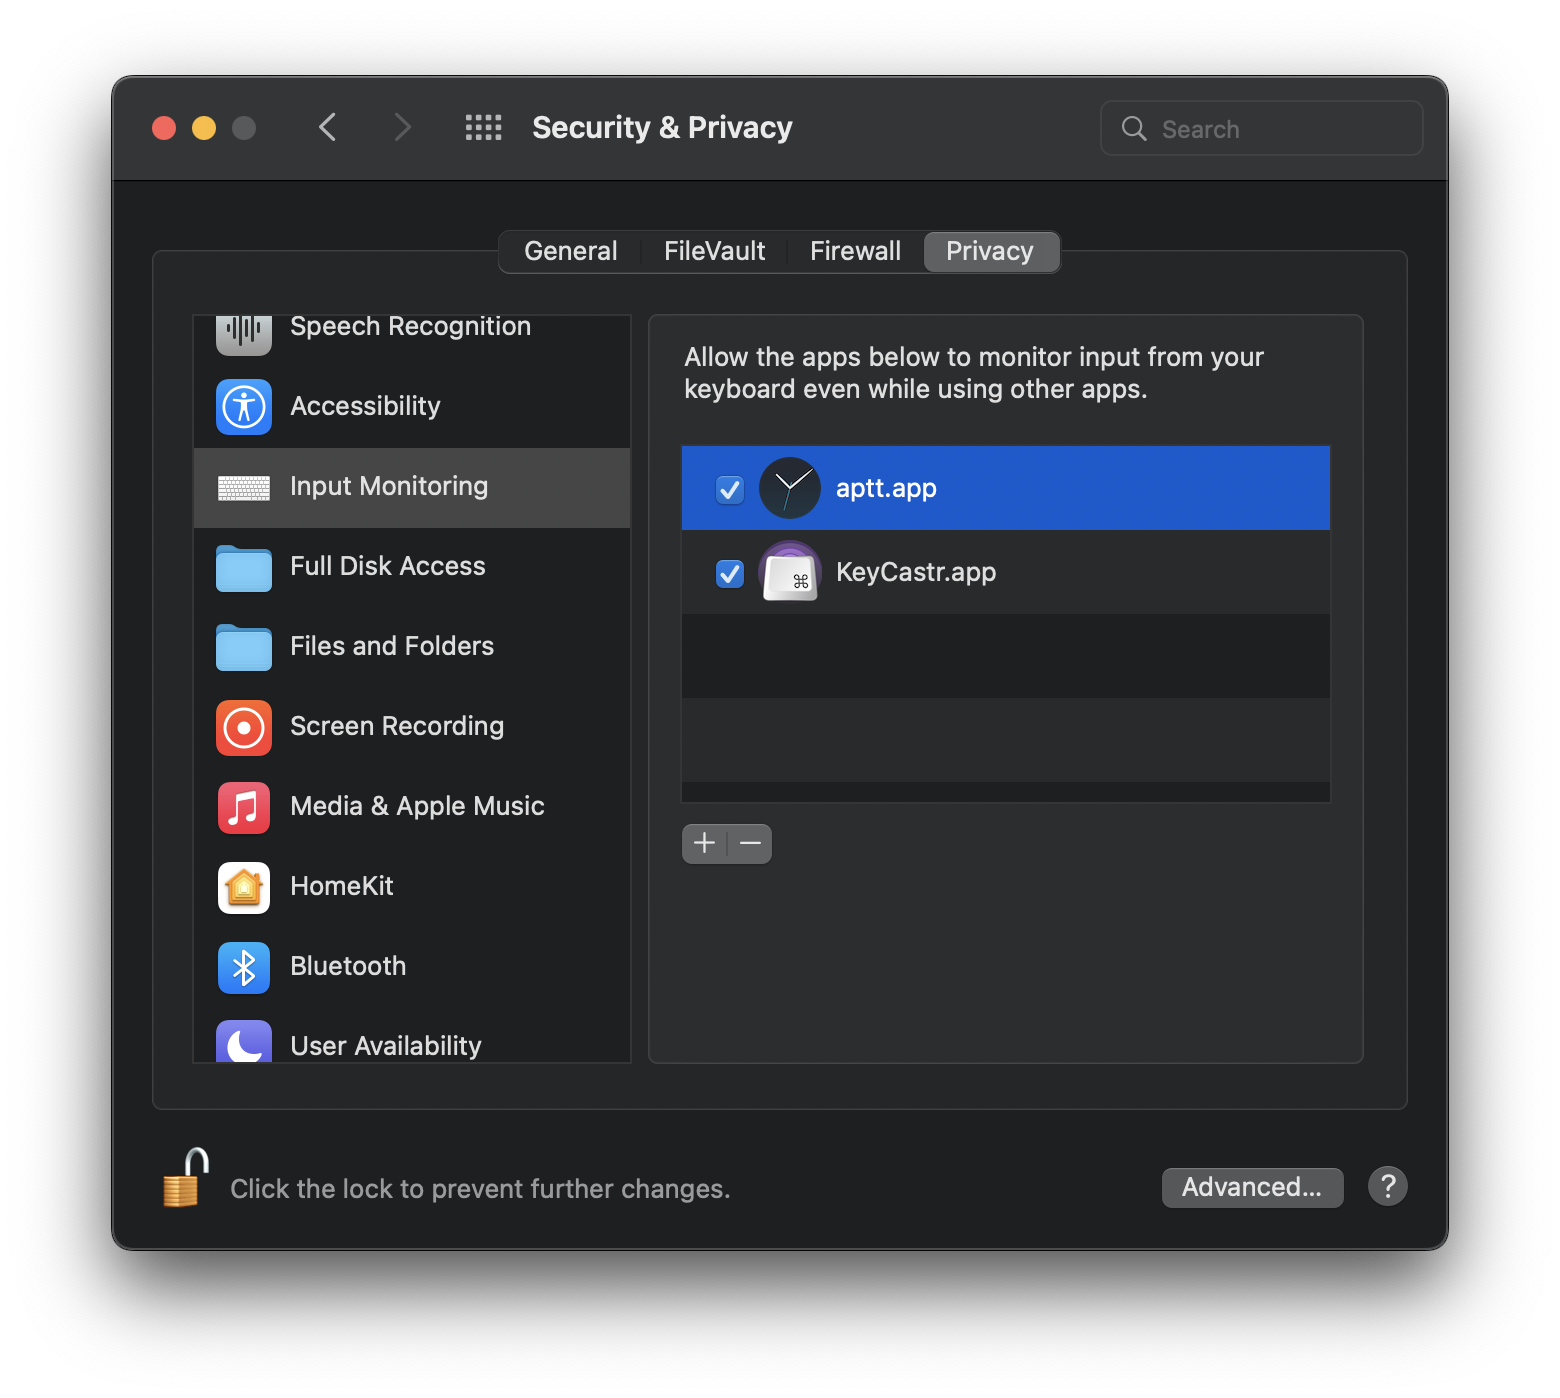 Security & Privacy
Search
General
FileVault
Firewall
Privacy
Speech Recognition
Accessibility
Input Monitoring
Full Disk Access
Files and Folders
Screen Recording
Media & Apple Music
HomeKit
Bluetooth
User Availability
Allow the apps below to monitor input from your
keyboard even while using other apps.
aptt.app
⌘
KeyCastr.app
Click the lock to prevent further changes.
Advanced...
?